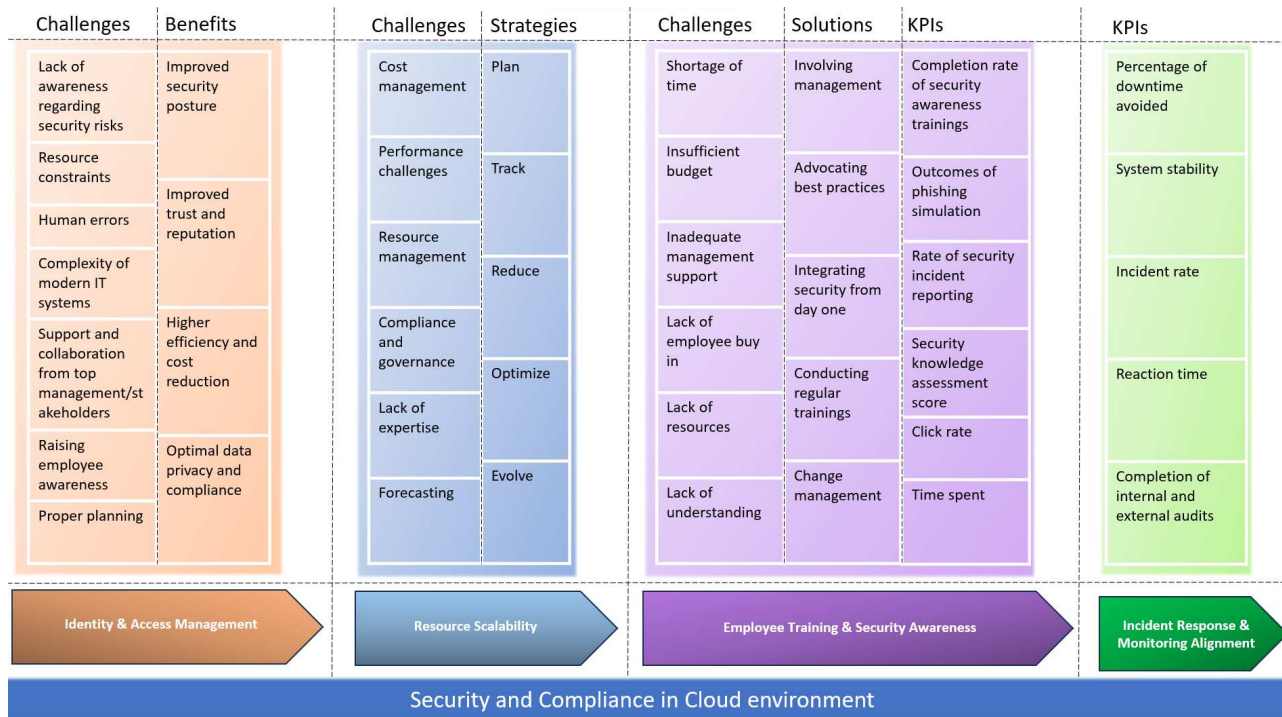 Challenges
Benefits
Challenges
Strategies
Challenges
Solutions
KPIs
KPIs
Lack of
awareness
regarding
security risks
Resource
constraints
Human errors
Complexity of
modern IT
systems
Support and
collaboration
from top
management/st
akeholders
Raising
employee
awareness
Proper planning
Improved
security
posture
Improved
trust and
reputation
Higher
efficiency and
cost
reduction
Optimal data
privacy and
compliance
Cost
management
Performance
challenges
Resource
management
Compliance
and
governance
Lack of
expertise
Forecasting
Plan
Track
Reduce
Optimize
Evolve
Shortage of
time
Insufficient
budget
Inadequate
management
support
Lack of
employee buy
in
Lack of
resources
Lack of
understanding
Involving
management
Advocating
best practices
Integrating
security from
day one
Conducting
regular
trainings
Change
management
Completion rate
of security
awareness
trainings
Outcomes of
phishing
simulation
Rate of security
incident
reporting
Security
knowledge
assessment
score
Click rate
Time spent
Percentage of
downtime
avoided
System stability
Incident rate
Reaction time
Completion of
internal and
external audits
Identity & Access Management
Resource Scalability
Employee Training & Security Awareness
Incident Response &
Monitoring Alignment
Security and Compliance in Cloud environment